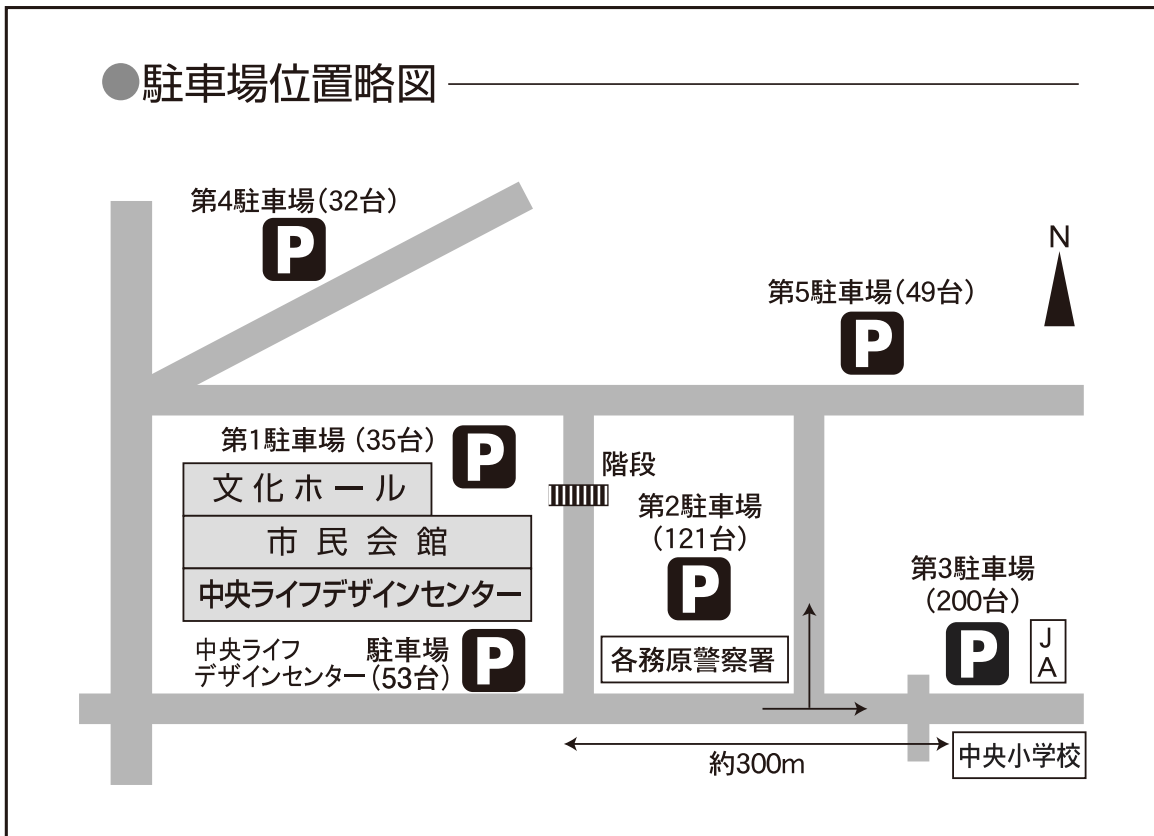 ●駐車場位置略図
第4駐車場(32台)
P
N
第5駐車場(49台)
P
第1駐車場(35台)
P
文化ホール
市民会館
中央ライフデザインセンター
中央ライフ
デザインセンター
駐車場
(53台)
P
階段
第2駐車場
(121台)
P
各務原警察署
第3駐車場
(200台)
P
J
A
約300m
中央小学校